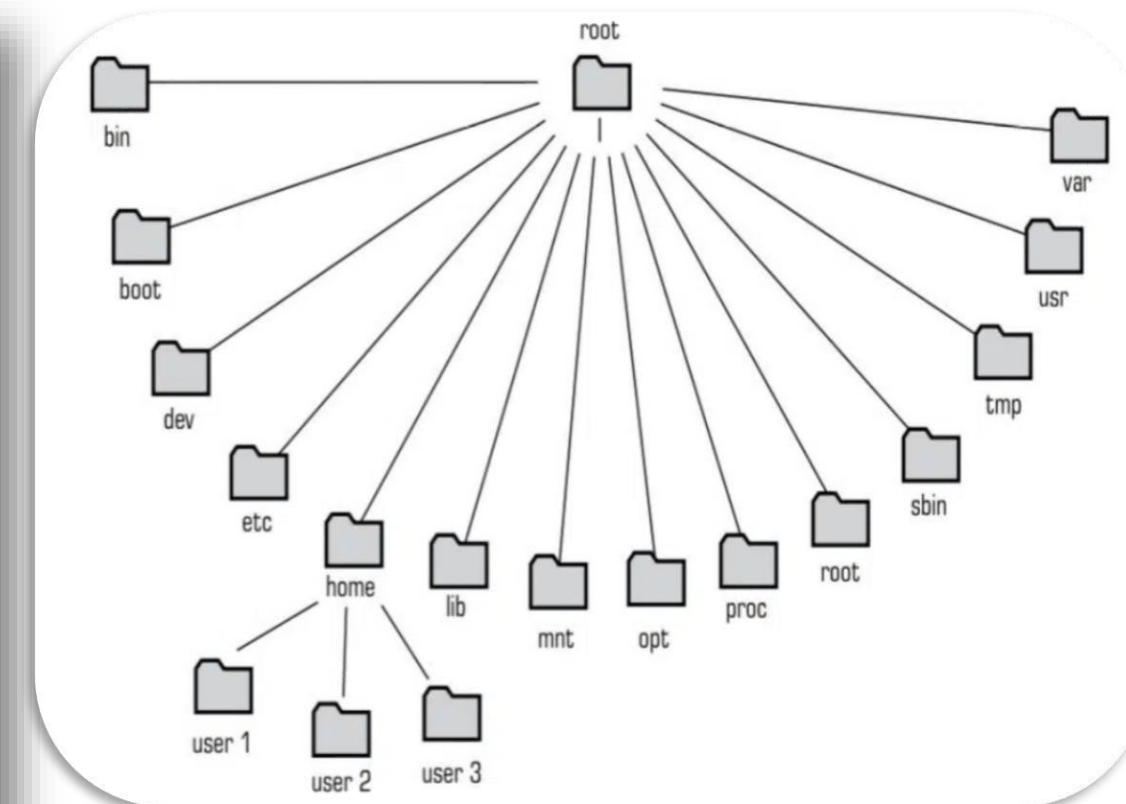 root
bin
var
boot
usr
dev
tmp
etc
sbin
home
lib
mnt
opt
proc
root
user 1
user 2
user 3